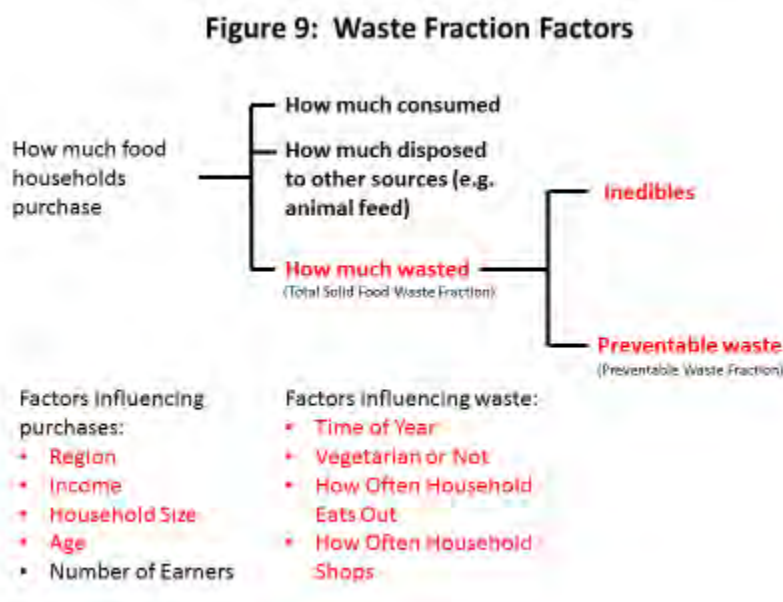 Figure 9: Waste Fraction Factors
How much food
households
purchase
How much consumed
How much disposed
to other sources (e.g.
animal feed)
How much wasted
(Total Solid Food Waste Fraction)
Inedibles
Preventable waste
(Preventable Waste Fraction)
Factors influencing
purchases:
• Region
• Income
• Household Size
• Age
• Number of Earners
Factors influencing waste:
• Time of Year
• Vegetarian or Not
• How Often Household
Eats Out
• How Often Household
Shops